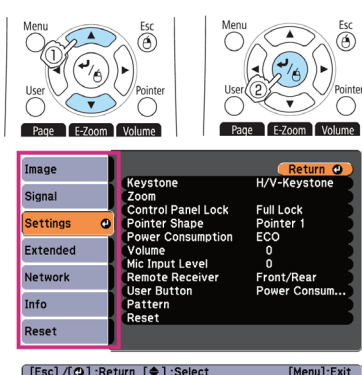 Menu Esc
1
User Pointer
Page E-Zoom Volume
Menu Esc
2
User Pointer
Page E-Zoom Volume
Image
Signal
Settings
Extended
Network
Info
Reset
Return
Keystone H/V-Keystone
Zoom
Control Panel Lock Full Lock
Pointer Shape Pointer 1
Power Consumption ECO
Volume 0
Mic Input Level 0
Remote Receiver Front/Rear
User Button Power Consum...
Pattern
Reset
[Esc] /[ ] :Return [ ] :Select [Menu]:Exit